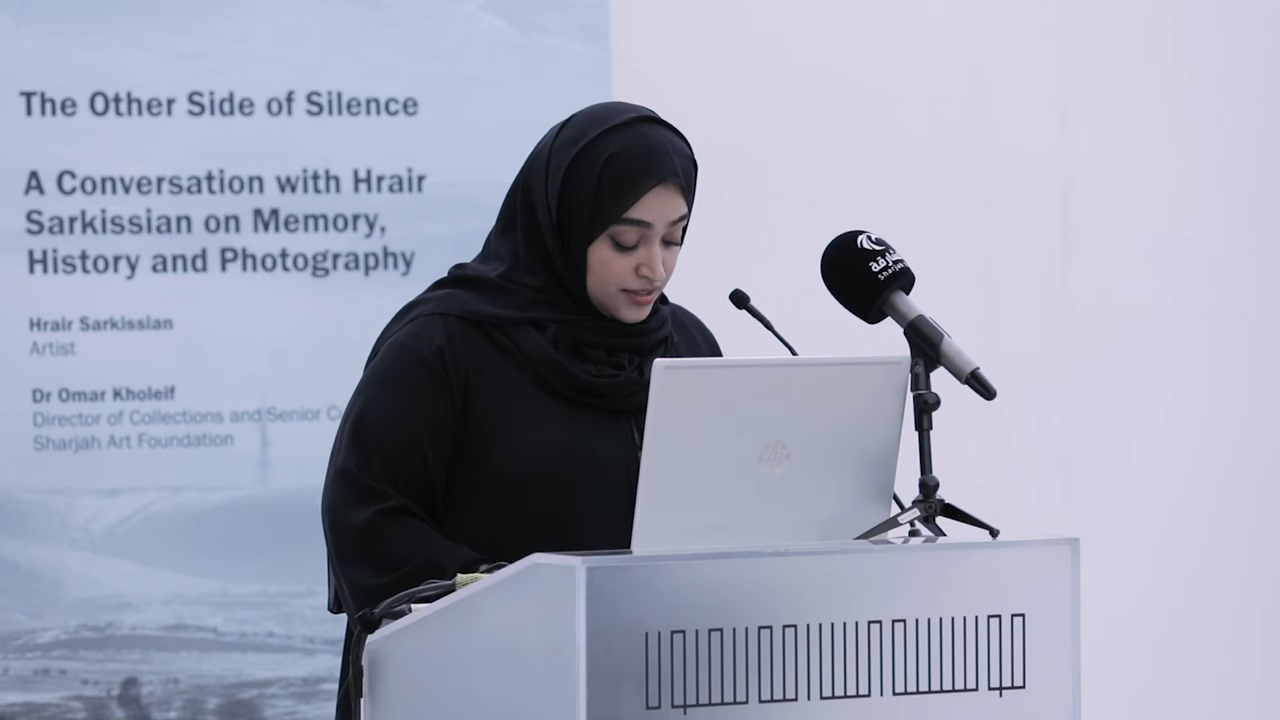 The Other Side of Silence
A Conversation with Hrair
Sarkissian on Memory,
History and Photography
Hrair Sarkissian
Artist
Dr Omar Kholeif
Director of Collections and Senior
Sharjah Art Foundation
hp